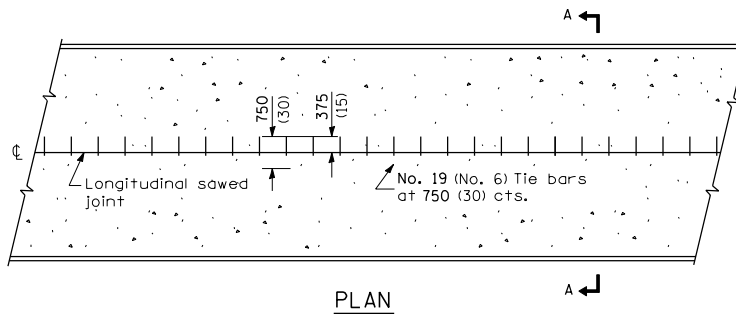 A
750
(30)
375
(15)
℄
Longitudinal sawed
joint
No. 19 (No. 6) Tie bars
at 750 (30) cts.
A
PLAN